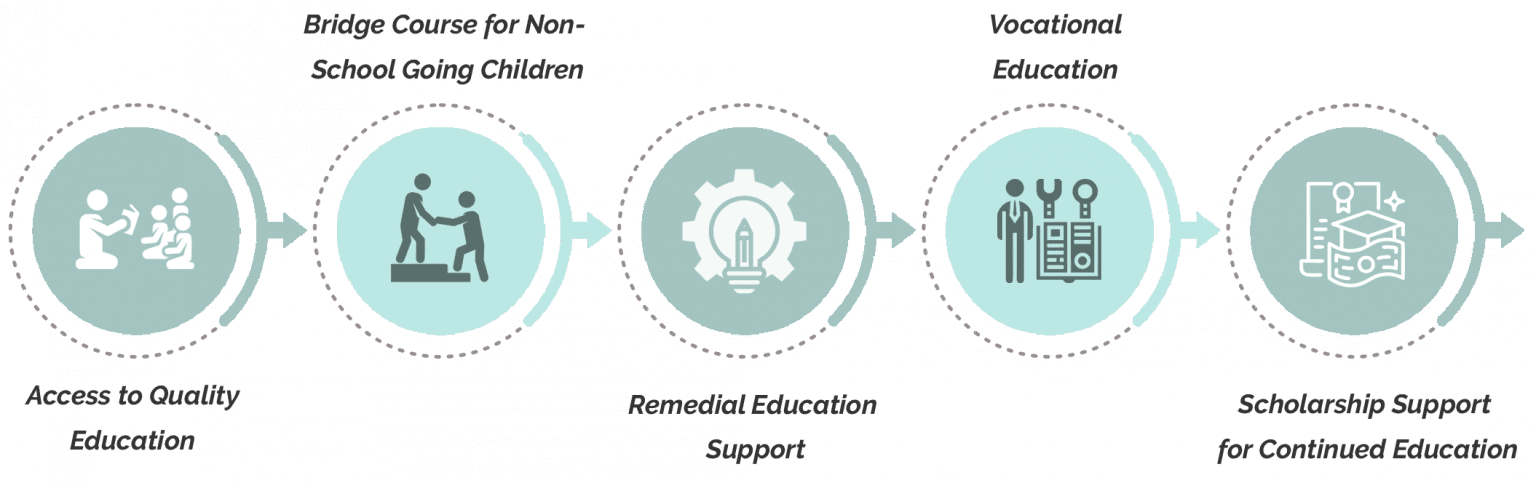 Bridge Course for Non-
School Going Children
Vocational
Education
Access to Quality
Education
Remedial Education
Support
Scholarship Support
for Continued Education